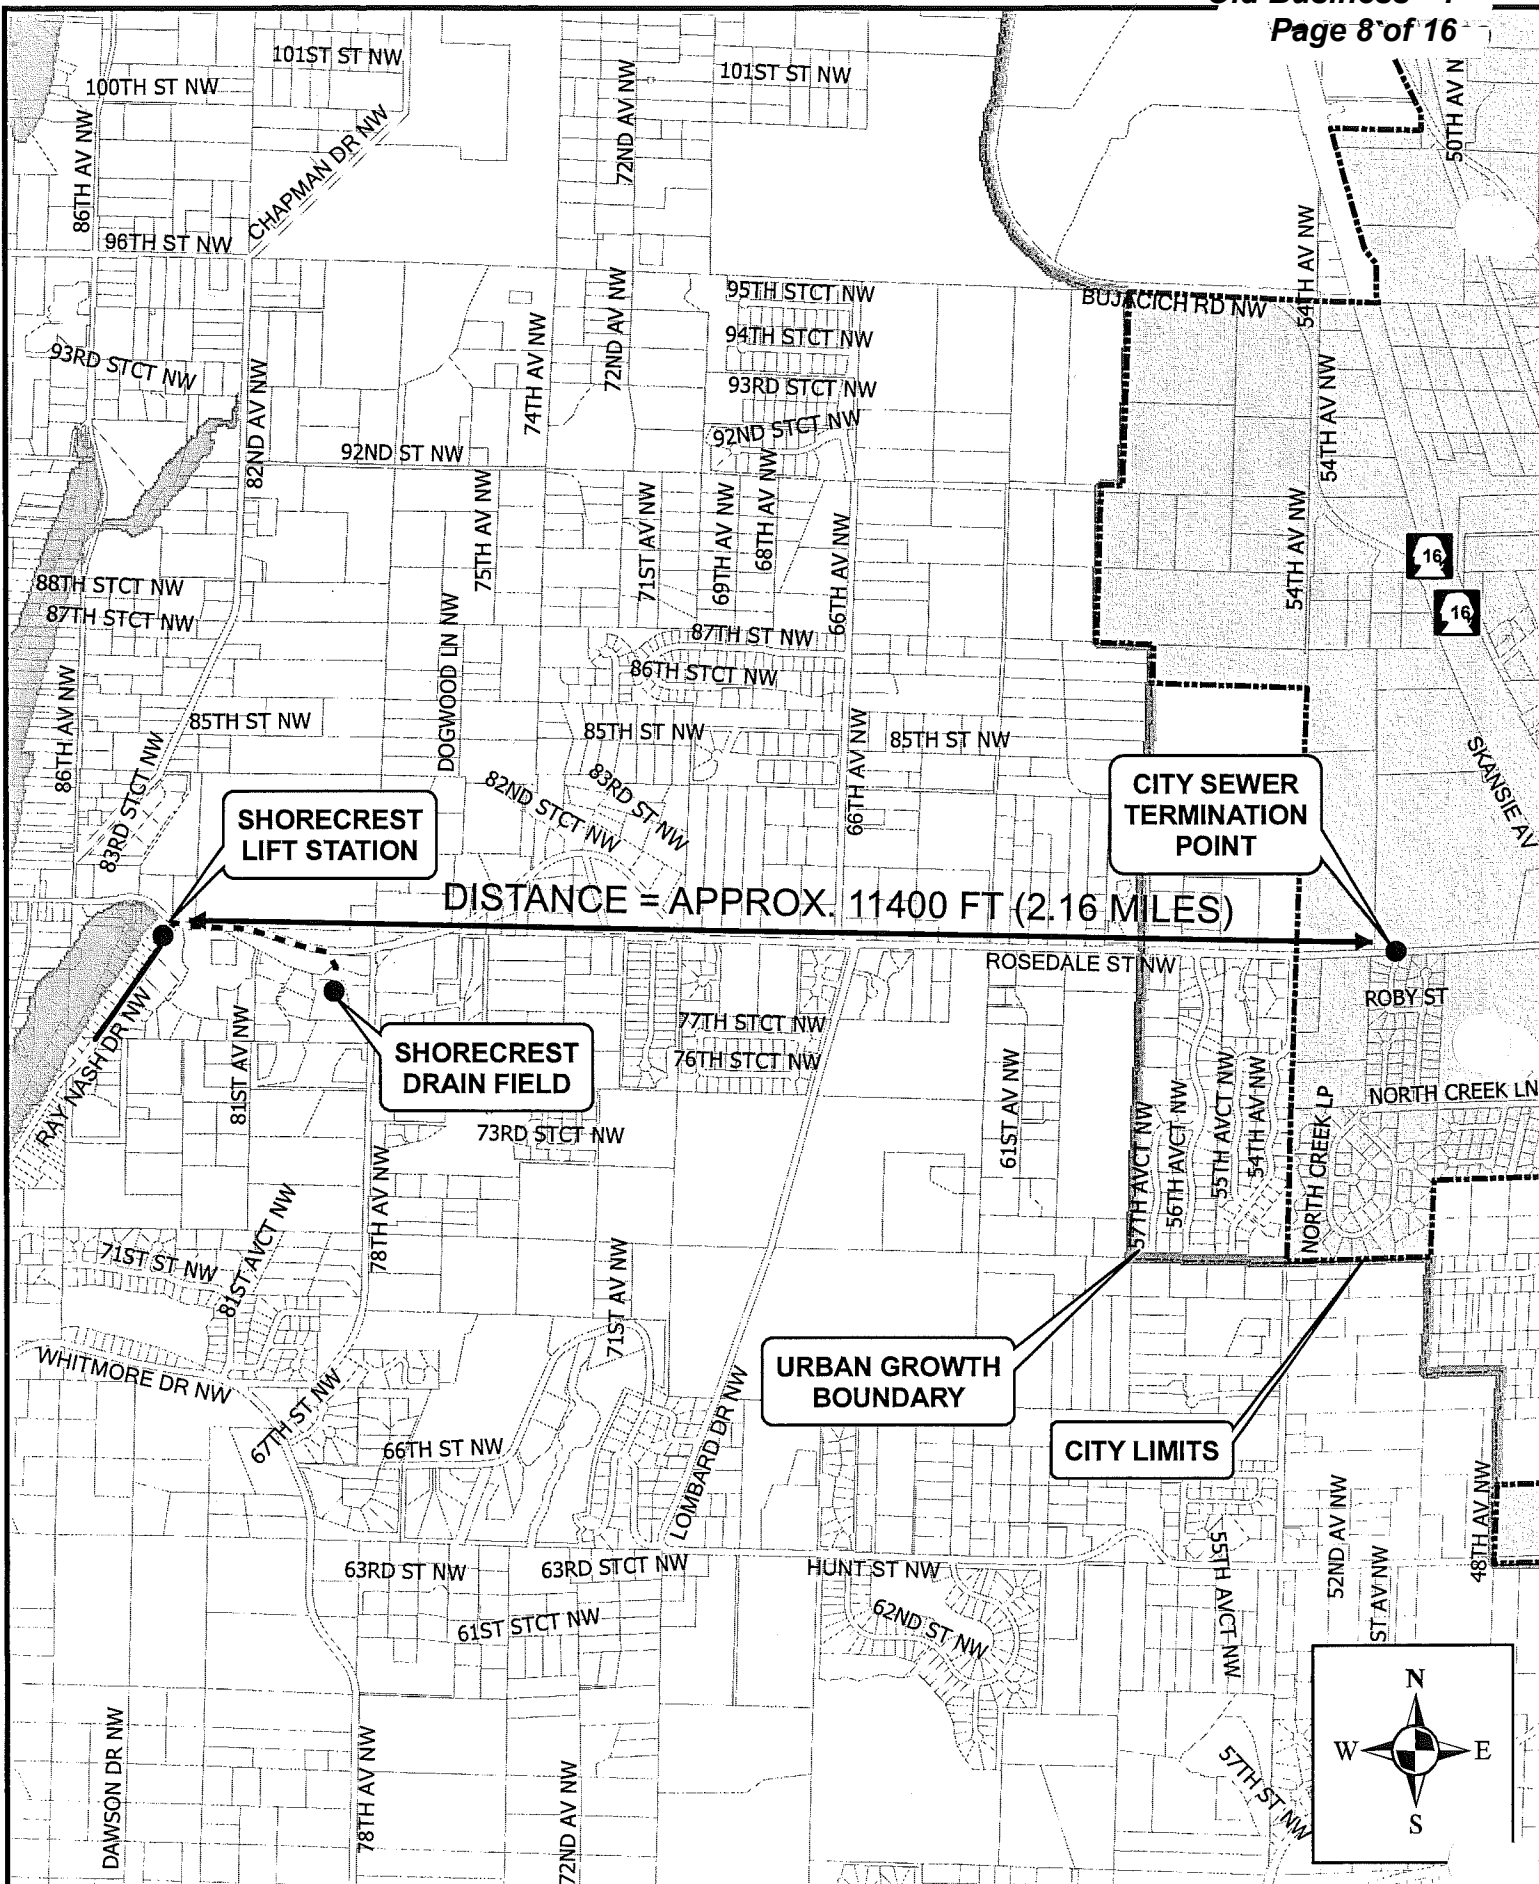 Page 8 of 16
101ST ST NW
101ST ST NW
100TH ST NW
72ND AV NW
50TH AV N
86TH AV NW
CHAPMAN DR NW
96TH ST NW
54TH AV NW
95TH STCT NW
BUJACICH RD NW
72ND AV NW
74TH AV NW
94TH STCT NW
93RD STCT NW
82ND AV NW
93RD STCT NW
54TH AV NW
92ND STCT NW
92ND ST NW
75TH AV NW
71ST AV NW
69TH AV NW
68TH AV NW
66TH AV NW
54TH AV NW
16
16
88TH STCT NW
87TH STCT NW
DOGWOOD LN NW
87TH ST NW
86TH STCT NW
86TH AV NW
85TH ST NW
85TH ST NW
85TH ST NW
66TH AV NW
SKANSIE AV
83RD STCT NW
82ND STCT NW
83RD ST NW
CITY SEWER
TERMINATION
POINT
SHORECREST
LIFT STATION
DISTANCE = APPROX. 11400 FT (2.16 MILES)
ROSEDALE ST NW
ROBY ST
RAY NASH DR NW
81ST AV NW
77TH STCT NW
76TH STCT NW
SHORECREST
DRAIN FIELD
61ST AV NW
57TH AVCT NW
56TH AVCT NW
55TH AVCT NW
54TH AV NW
NORTH CREEK LP
NORTH CREEK LN
73RD STCT NW
78TH AV NW
71ST ST NW
81ST AVCT NW
71ST AV NW
URBAN GROWTH
BOUNDARY
WHITMORE DR NW
67TH ST NW
66TH ST NW
LOMBARD DR NW
CITY LIMITS
48TH AV NW
52ND AV NW
ST AV NW
55TH AVCT NW
63RD ST NW
63RD STCT NW
HUNT ST NW
61ST STCT NW
62ND ST NW
DAWSON DR NW
78TH AV NW
72ND AV NW
57TH ST NW
N
W
E
S